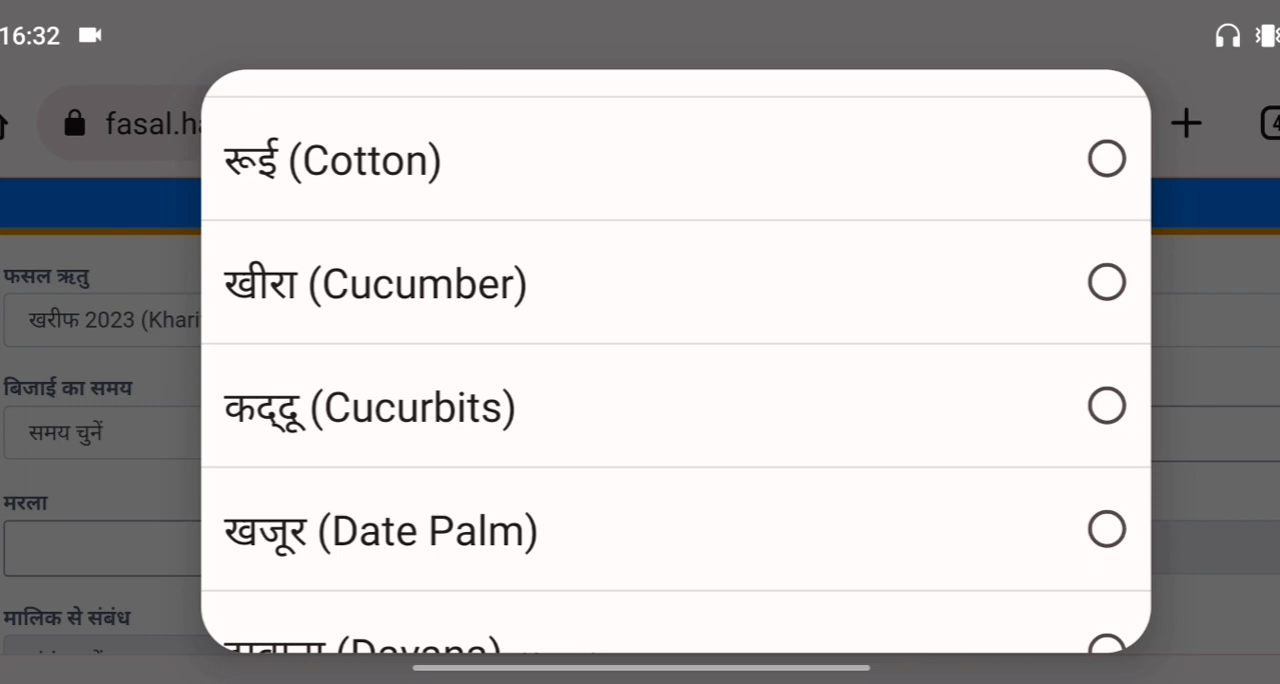 16:32
fasal.ha
रूई (Cotton)
खीरा (Cucumber)
कद्दू (Cucurbits)
खजूर (Date Palm)
(Davana)
फसल ऋतु
खरीफ 2023 (Khari
बिजाई का समय
समय चुनें
मरला
मालिक से संबंध